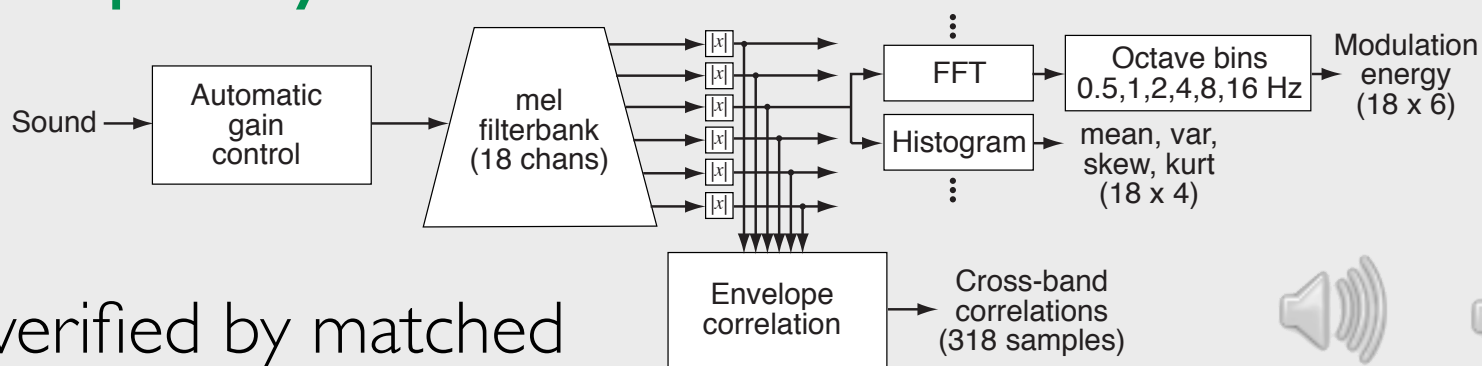 Sound
Automatic
gain
control
mel
filterbank
(18 chans)
|x|
|x|
|x|
|x|
|x|
|x|
FFT
Octave bins
0.5,1,2,4,8,16 Hz
Modulation
energy
(18 x 6)
Histogram
mean, var,
skew, kurt
(18 x 4)
Envelope
correlation
Cross-band
correlations
(318 samples)
verified by matched